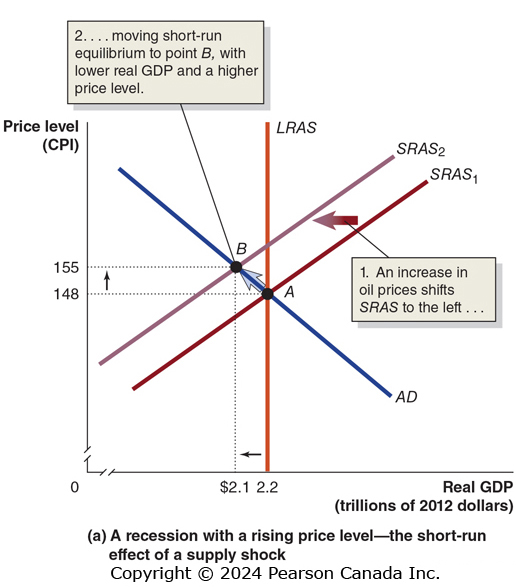 2. . . . moving short-run
equilibrium to point B, with
lower real GDP and a higher
price level.
Price level
(CPI)
LRAS
SRAS2
SRAS1
B
155
148
A
1. An increase in
oil prices shifts
SRAS to the left . . .
AD
0
$2.1 2.2
Real GDP
(trillions of 2012 dollars)
(a) A recession with a rising price level—the short-run
effect of a supply shock
Copyright © 2024 Pearson Canada Inc.